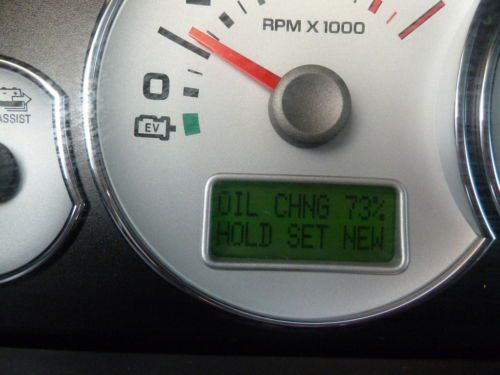 RPM X 1000
0
EV
ASSIST
OIL CHNG 73%
HOLD SET NEW